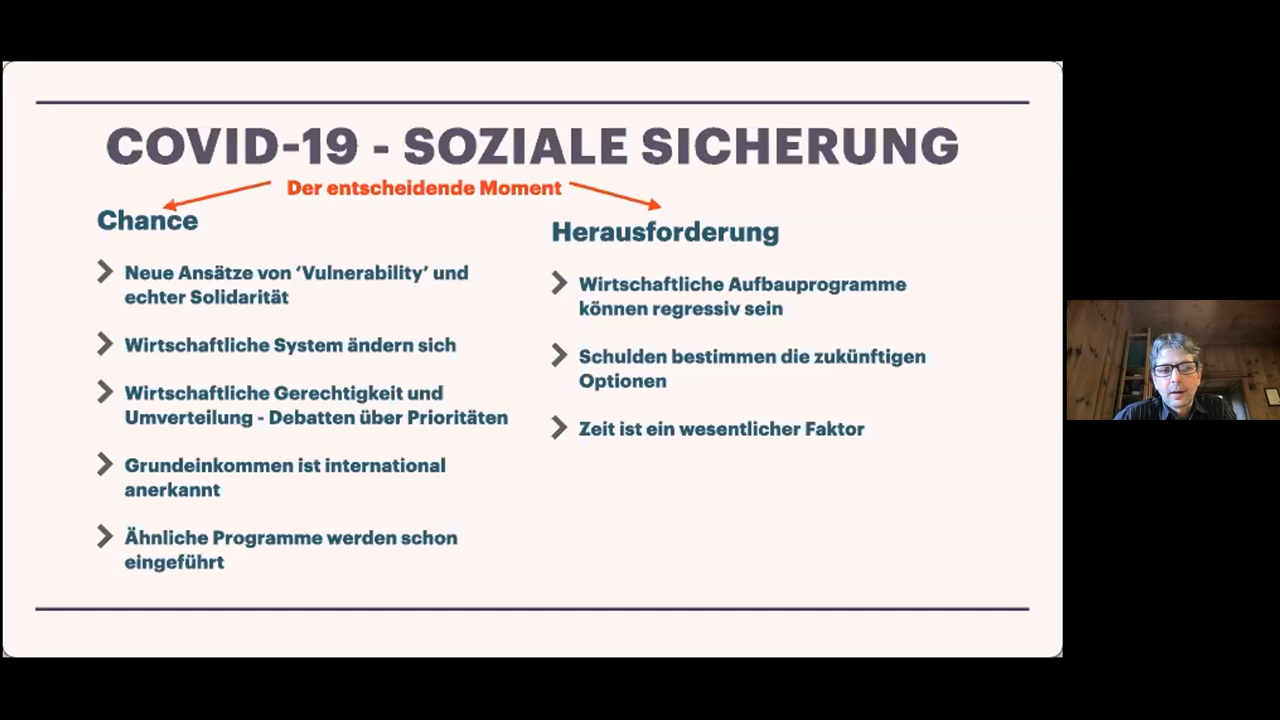 COVID-19 - SOZIALE SICHERUNG
Der entscheidende Moment
Chance
Neue Ansätze von ‘Vulnerability’ und
echter Solidarität
Wirtschaftliche System ändern sich
Wirtschaftliche Gerechtigkeit und
Umverteilung - Debatten über Prioritäten
Grundeinkommen ist international
anerkannt
Ähnliche Programme werden schon
eingeführt
Herausforderung
Wirtschaftliche Aufbauprogramme
können regressiv sein
Schulden bestimmen die zukünftigen
Optionen
Zeit ist ein wesentlicher Faktor